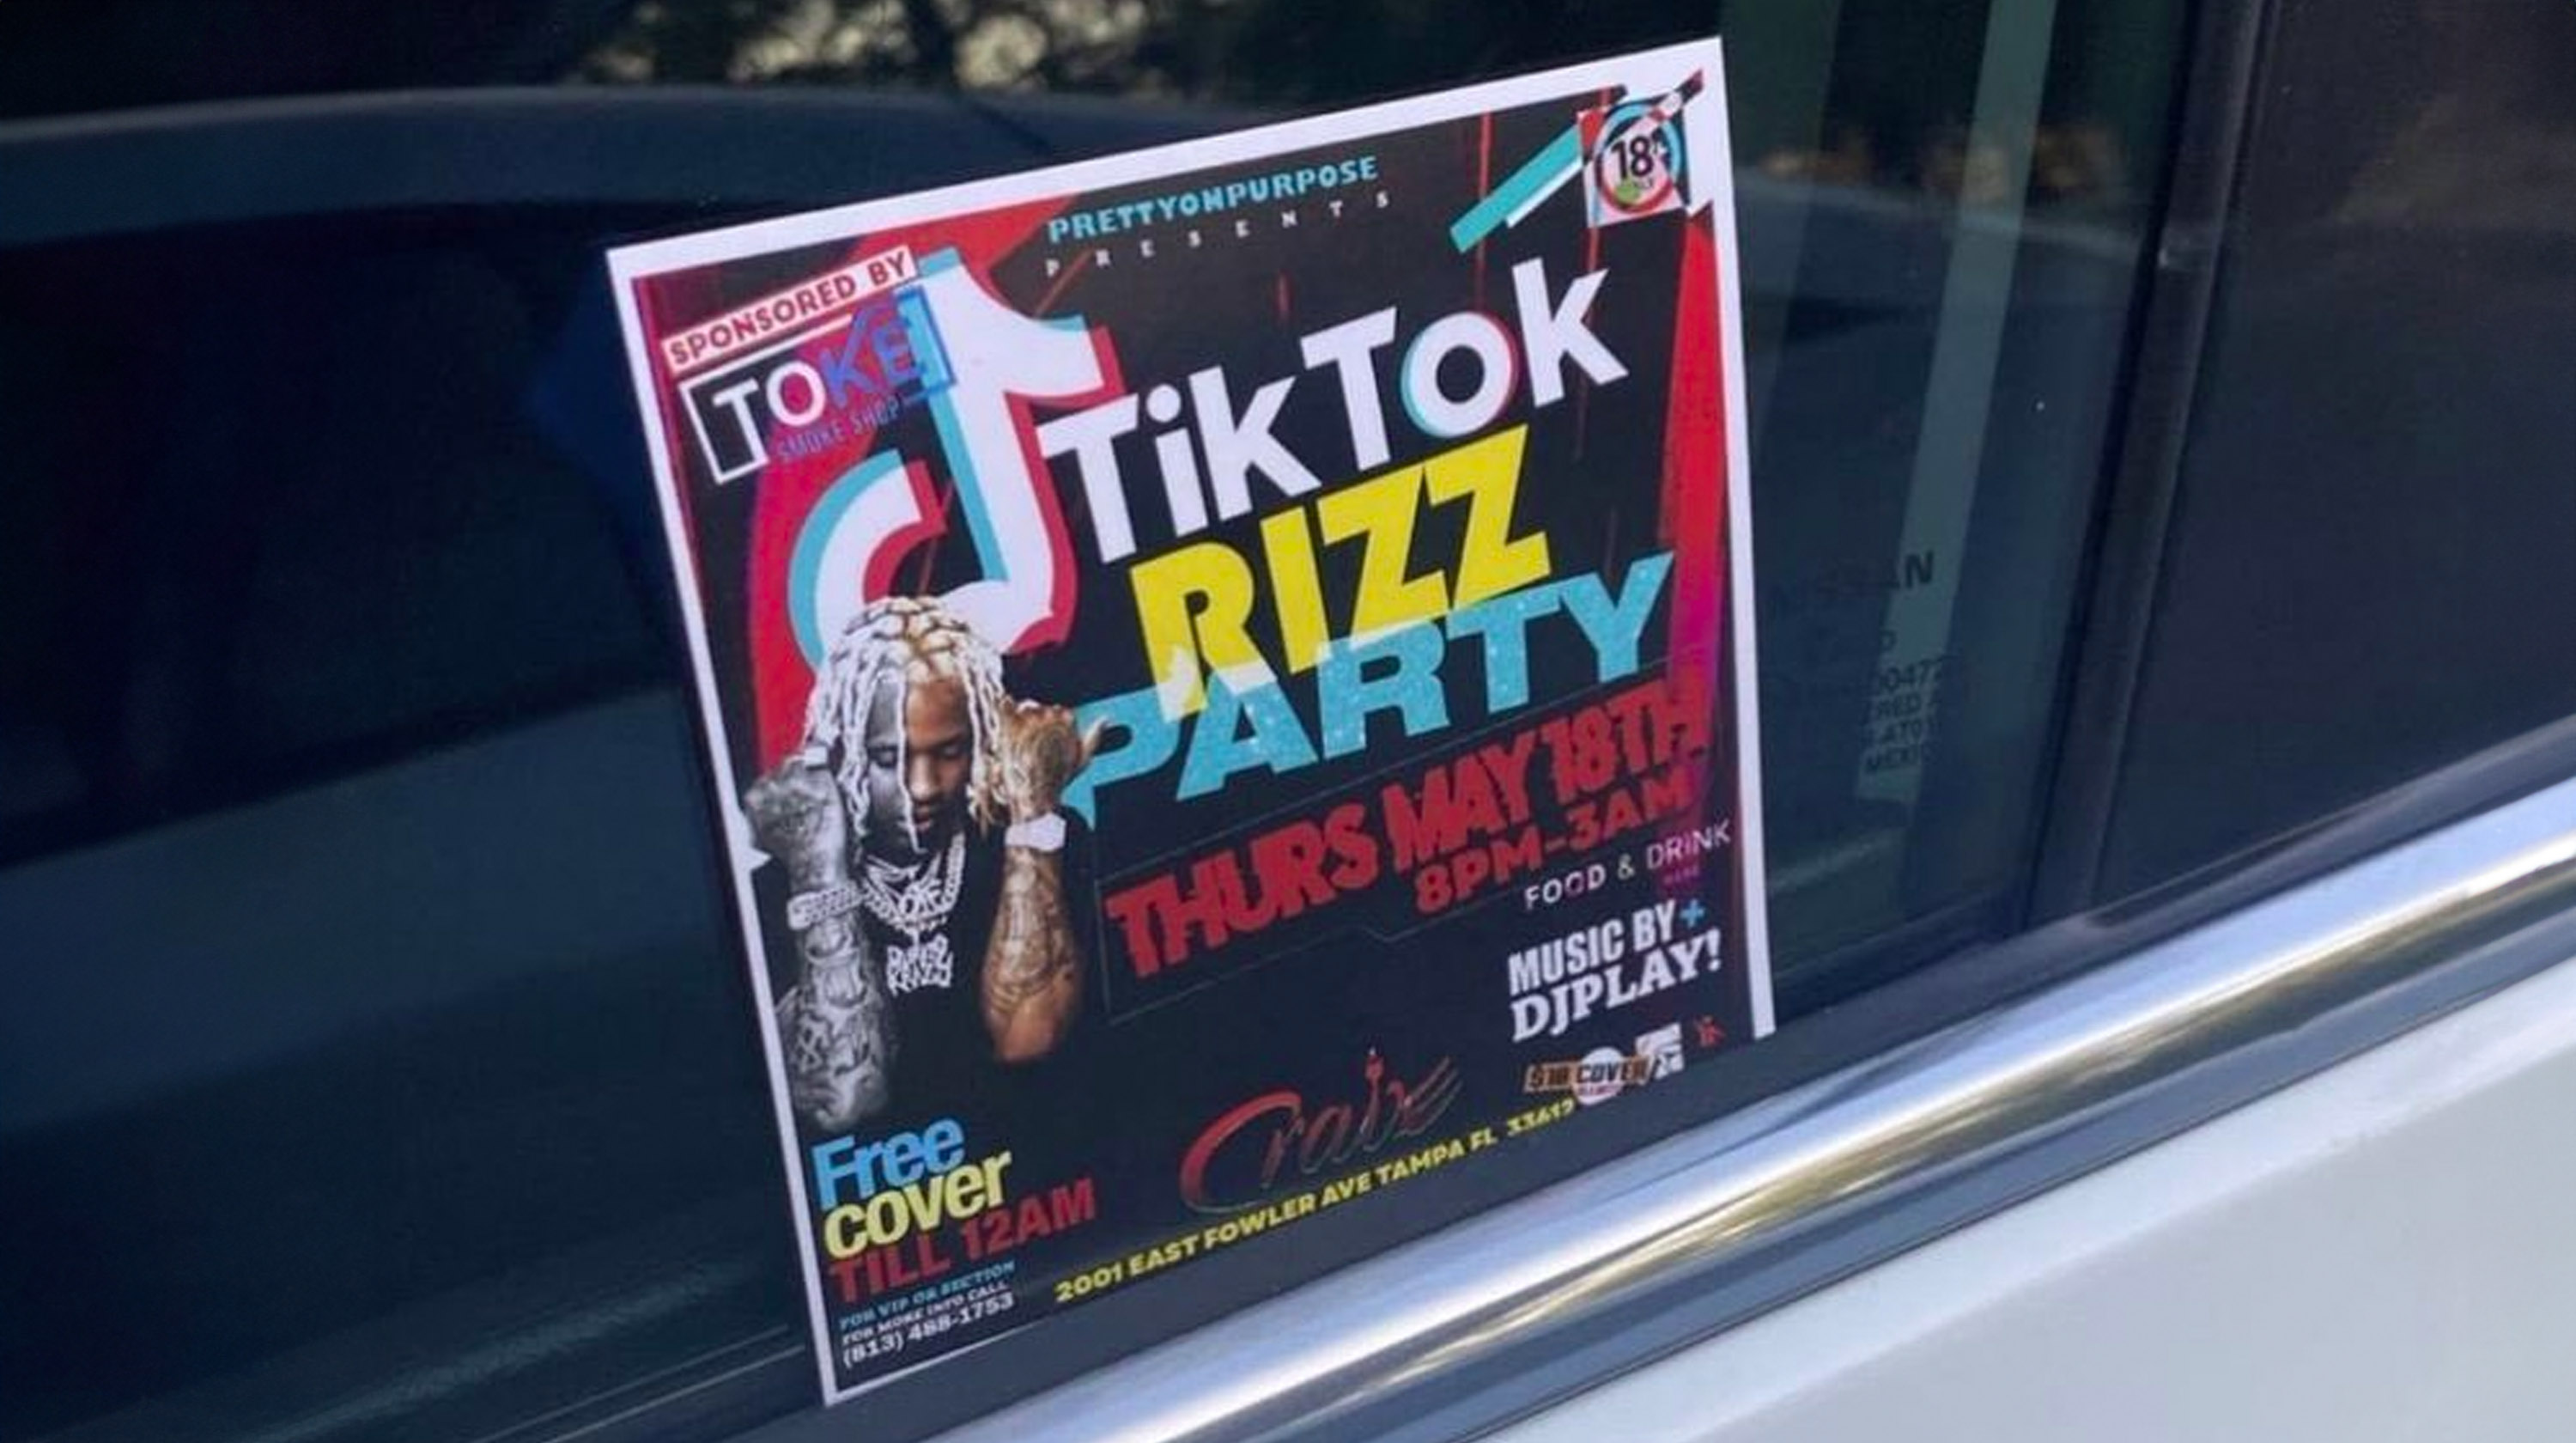 PRETTYONPURPOSE
PRESENTS
18+
SPONSORED BY
TOKE
SMOKE SHOP
TikTok
RIZZ
PARTY
THURS MAY 18TH
8PM-3AM
FOOD & DRINK
MUSIC BY +
DJPLAY!
COVER
Free
cover
TILL 12AM
FOR VIP OR SECTION
FOR MORE INFO CALL
(813) 488-1753
2001 EAST FOWLER AVE TAMPA FL 33612